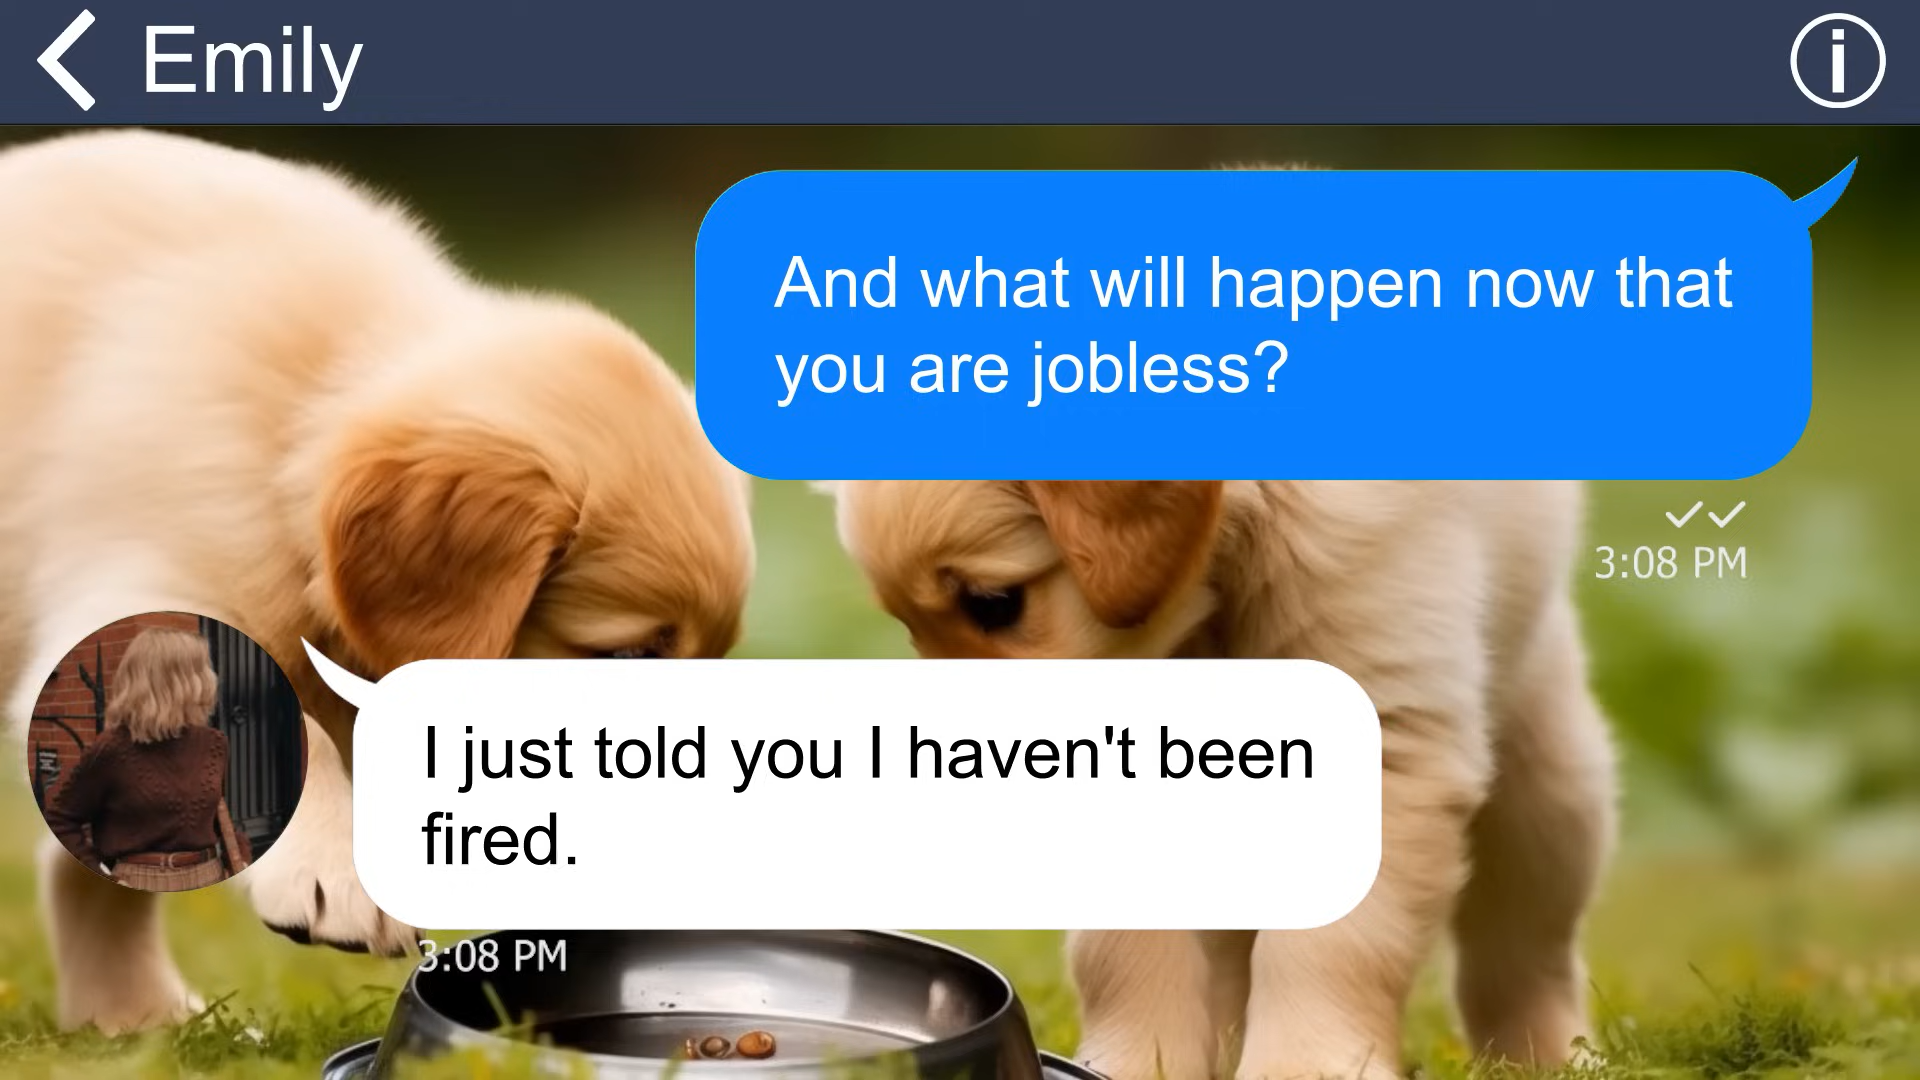 Emily
And what will happen now that
you are jobless?
3:08 PM
I just told you I haven't been
fired.
3:08 PM